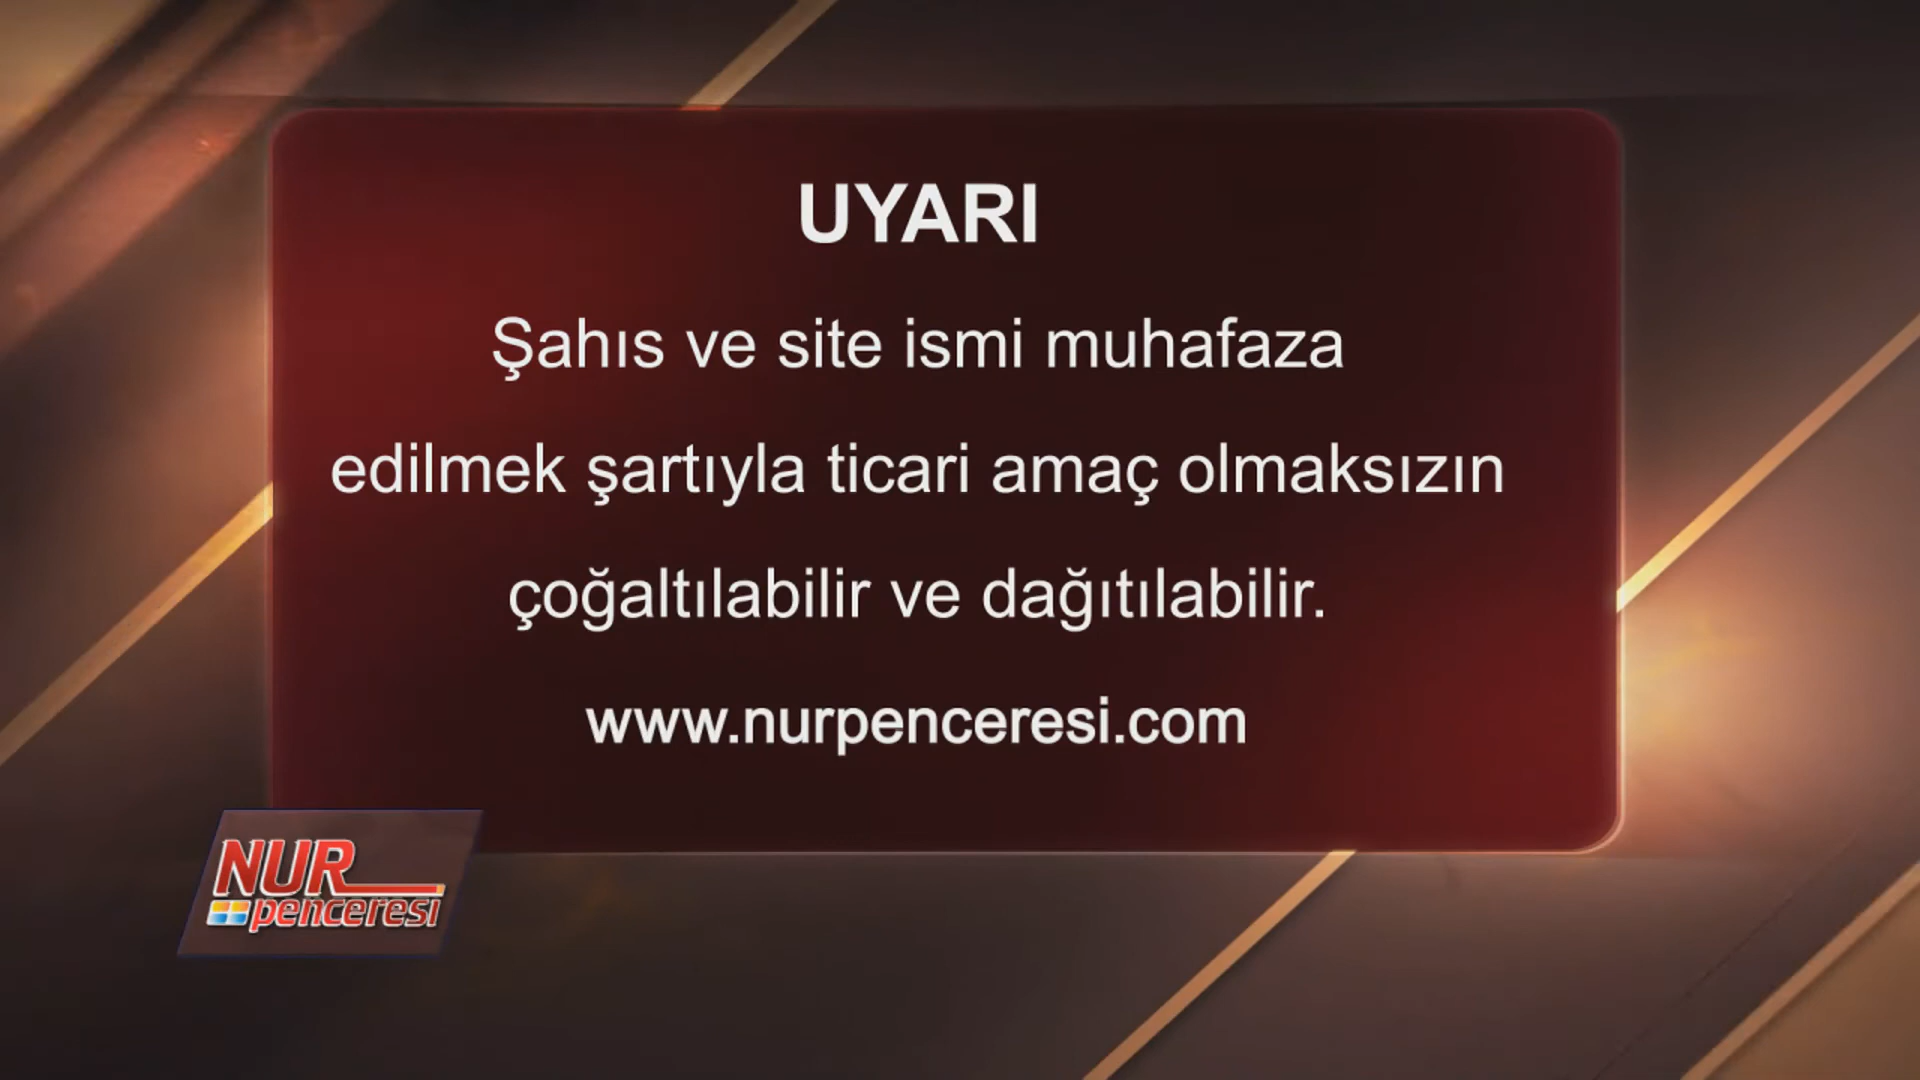 UYARI
Şahıs ve site ismi muhafaza
edilmek şartıyla ticari amaç olmaksızın
çoğaltılabilir ve dağıtılabilir.
www.nurpenceresi.com
NUR
penceresi